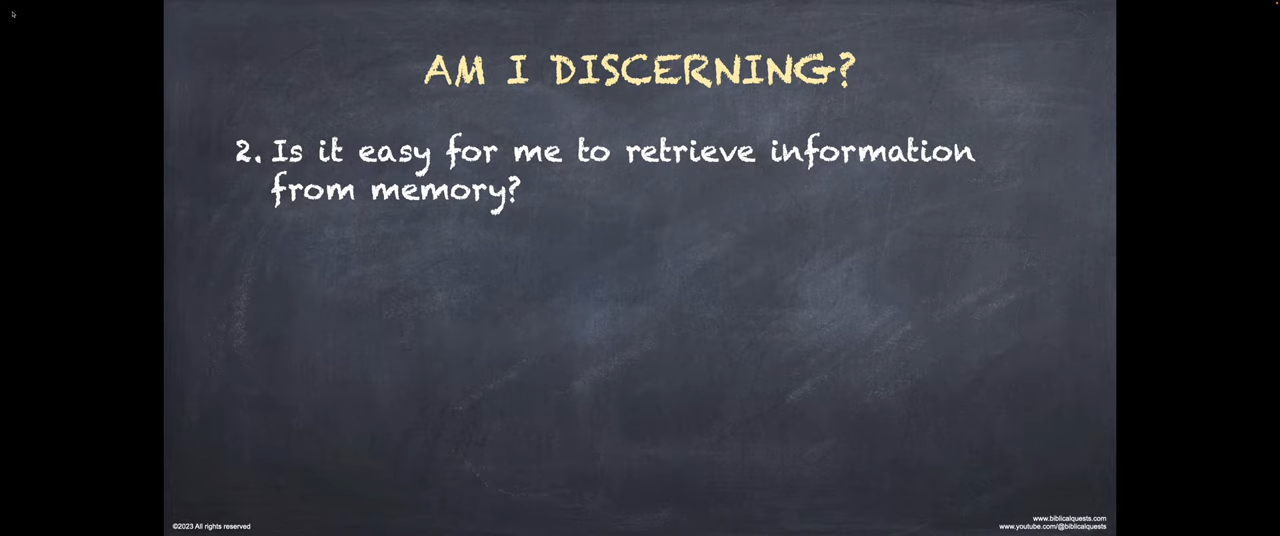 AM I DISCERNING?
2. Is it easy for me to retrieve information
from memory?
©2023 All rights reserved
www.biblicalquests.com
www.youtube.com/@biblicalquests